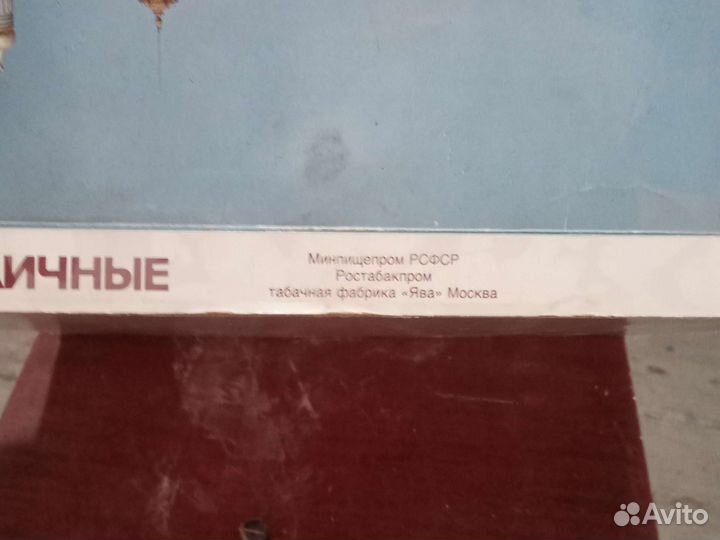 ИЧНЫЕ
Минпищепром РСФСР
Ростабакпром
табачная фабрика «Ява» Москва
Avito